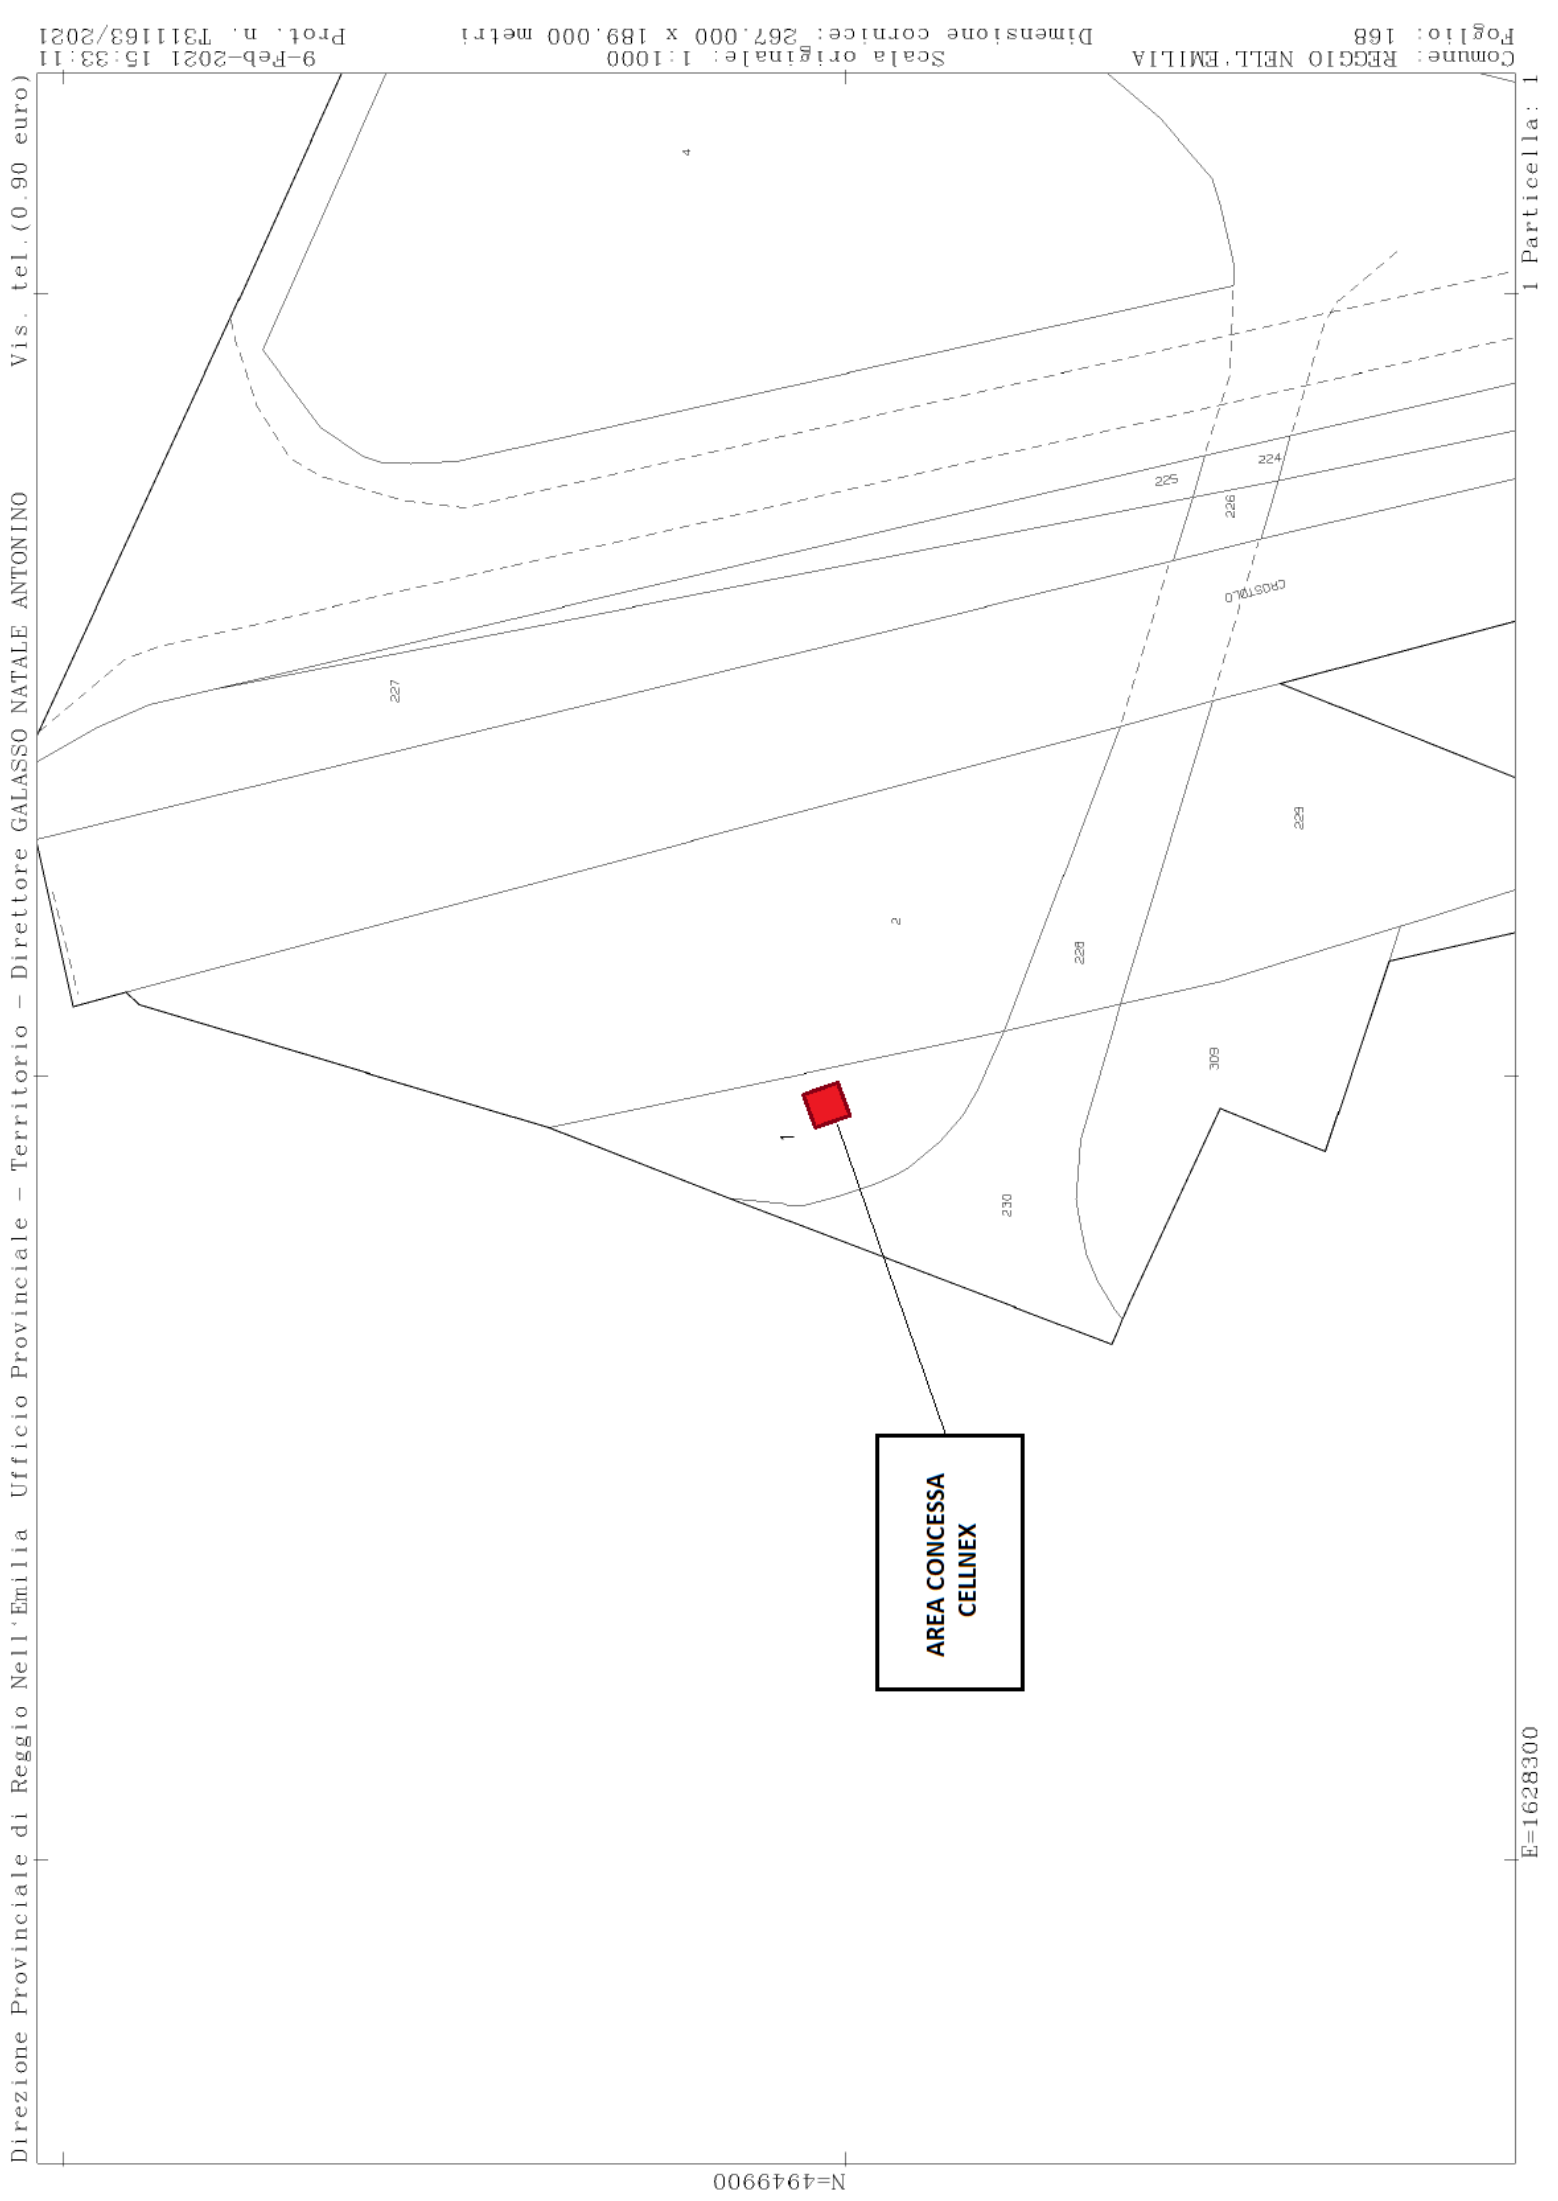 Direzione Provinciale di Reggio Nell'Emilia Ufficio Provinciale - Territorio - Direttore GALASSO NATALE ANTONINO
Vis. tel.(0.90 euro)
4
225
224
226
CROSTOLO
227
229
2
228
309
1
230
AREA CONCESSA
CELLNEX
N=4949900
E=1628300
1 Particella: 1
Comune: REGGIO NELL'EMILIA
Foglio: 168
Scala originale: 1:1000
Dimensione cornice: 267.000 x 189.000 metri
9-Feb-2021 15:33:11
Prot. n. T311163/2021